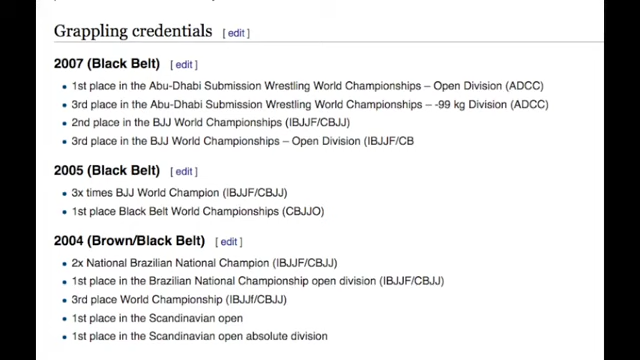 Grappling credentials [ edit ]
2007 (Black Belt) [ edit ]
1st place in the Abu-Dhabi Submission Wrestling World Championships – Open Division (ADCC)
3rd place in the Abu-Dhabi Submission Wrestling World Championships – -99 kg Division (ADCC)
2nd place in the BJJ World Championships (IBJJF/CBJJ)
3rd place in the BJJ World Championships – Open Division (IBJJF/CB
2005 (Black Belt) [ edit ]
3x times BJJ World Champion (IBJJF/CBJJ)
1st place Black Belt World Championships (CBJJO)
2004 (Brown/Black Belt) [ edit ]
2x National Brazilian National Champion (IBJJF/CBJJ)
1st place in the Brazilian National Championship open division (IBJJF/CBJJ)
3rd place World Championship (IBJJf/CBJJ)
1st place in the Scandinavian open
1st place in the Scandinavian open absolute division